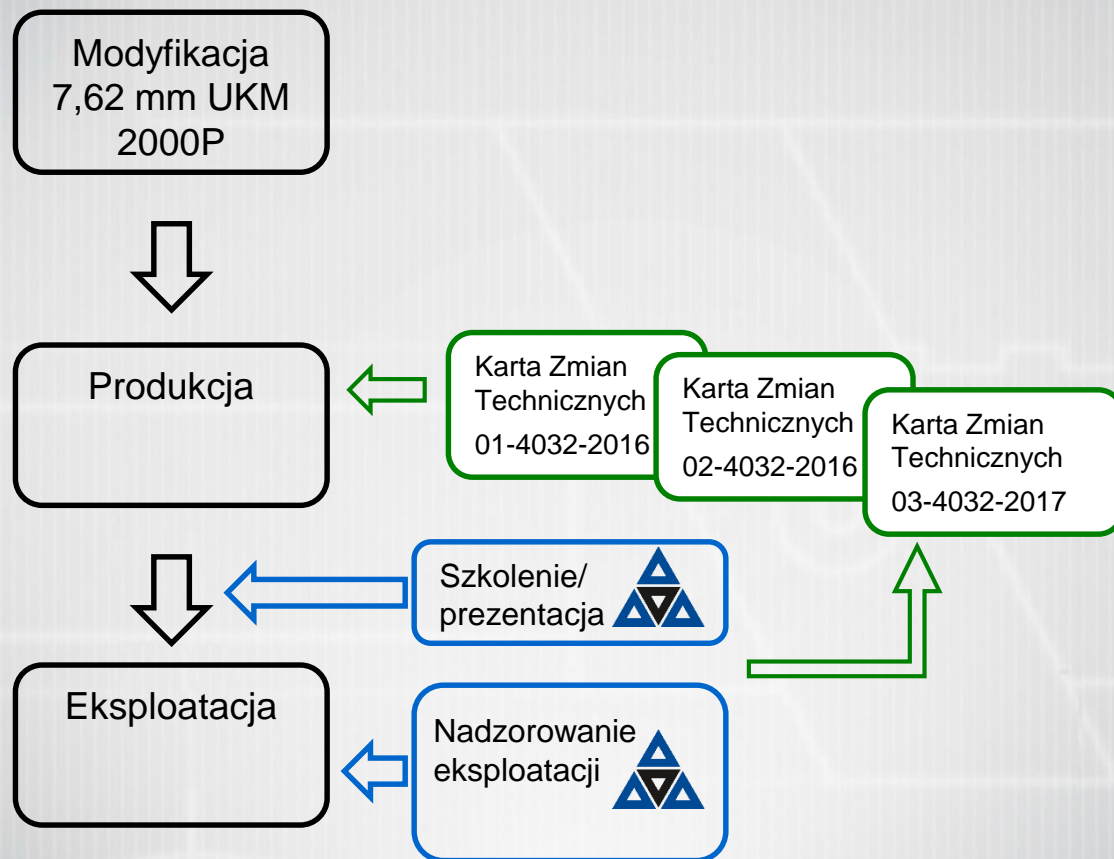 Modyfikacja
7,62 mm UKM
2000P
Produkcja
Karta Zmian
Technicznych
01-4032-2016
Karta Zmian
Technicznych
02-4032-2016
Karta Zmian
Technicznych
03-4032-2017
Szkolenie/
prezentacja
Eksploatacja
Nadzorowanie
eksploatacji